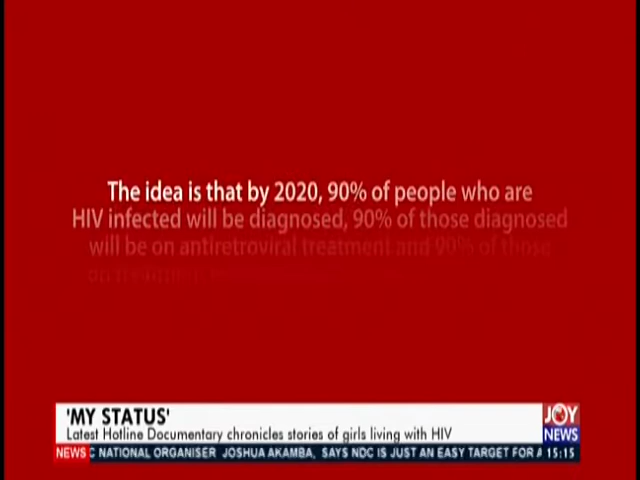 The idea is that by 2020, 90% of people who are
HIV infected will be diagnosed, 90% of those diagnosed
will be on antiretroviral treatment and 90% of those
on treatment
'MY STATUS'
Latest Hotline Documentary chronicles stories of girls living with HIV
JOY
NEWS
NEWS
C NATIONAL ORGANISER JOSHUA AKAMBA, SAYS NDC IS JUST AN EASY TARGET FOR A
15:15